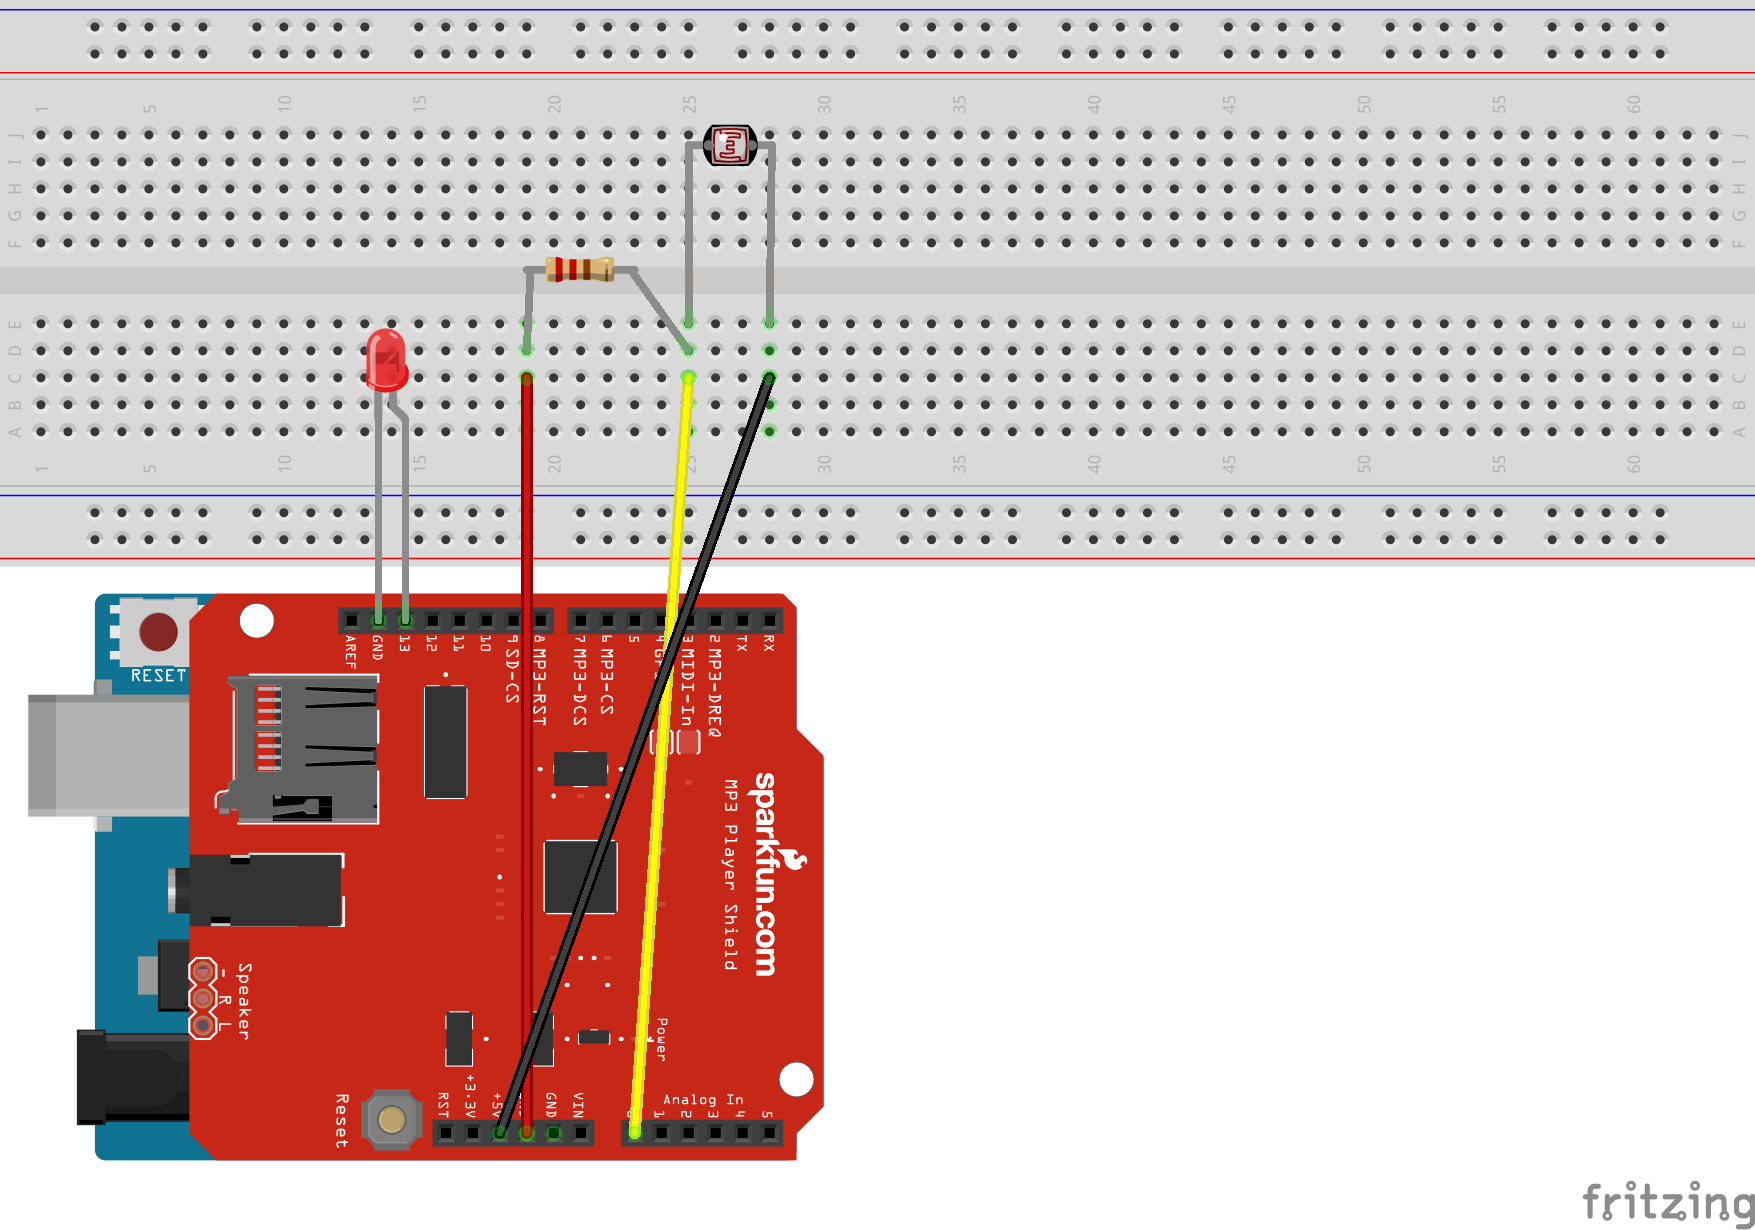 1 5 10 15 20 25 30 35 40 45 50 55 60
J J
I I
H H
G G
F F
E E
D D
C C
B B
A A
1 5 10 15 20 25 30 35 40 45 50 55 60
RESET
AREF
GND
13
12
11
10
9 SD-CS
8 MP3-RST
7 MP3-DCS
6 MP3-CS
5
3 MIDI-In
2 MP3-DREQ
TX
RX
sparkfun.com
MP3 Player Shield
Speaker
-
R
L
Power
Reset
RST
+3.3V
+5V
GND
VIN
Analog In
1
2
3
4
5
fritzing